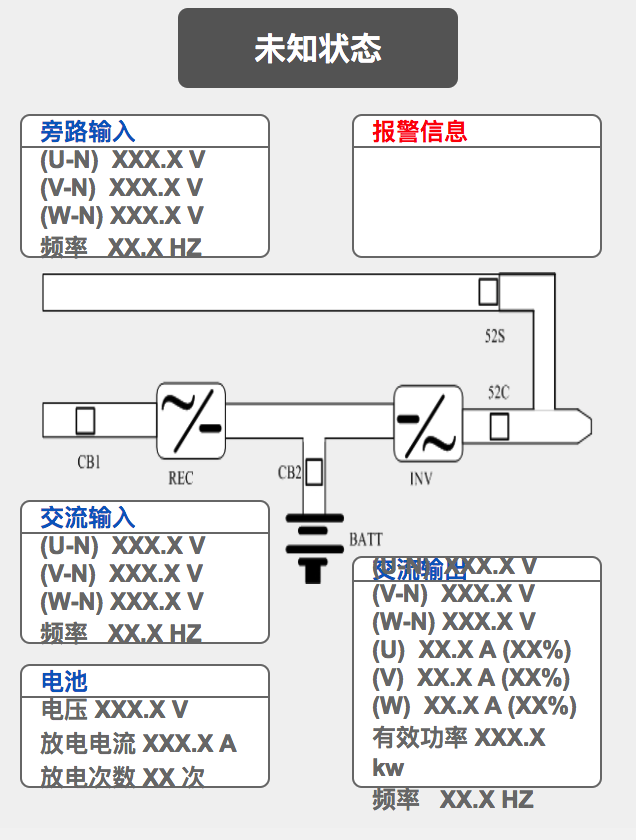 未知状态
旁路输入
(U-N) XXX.X V
(V-N) XXX.X V
(W-N) XXX.X V
频率 XX.X HZ
报警信息
52S
52C
CB1
REC
CB2
INV
BATT
交流输入
(U-N) XXX.X V
(V-N) XXX.X V
(W-N) XXX.X V
频率 XX.X HZ
电池
电压 XXX.X V
放电电流 XXX.X A
放电次数 XX 次
交流输出
(U-N) XXX.X V
(V-N) XXX.X V
(W-N) XXX.X V
(U) XX.X A (XX%)
(V) XX.X A (XX%)
(W) XX.X A (XX%)
有效功率 XXX.X
kw
频率 XX.X HZ